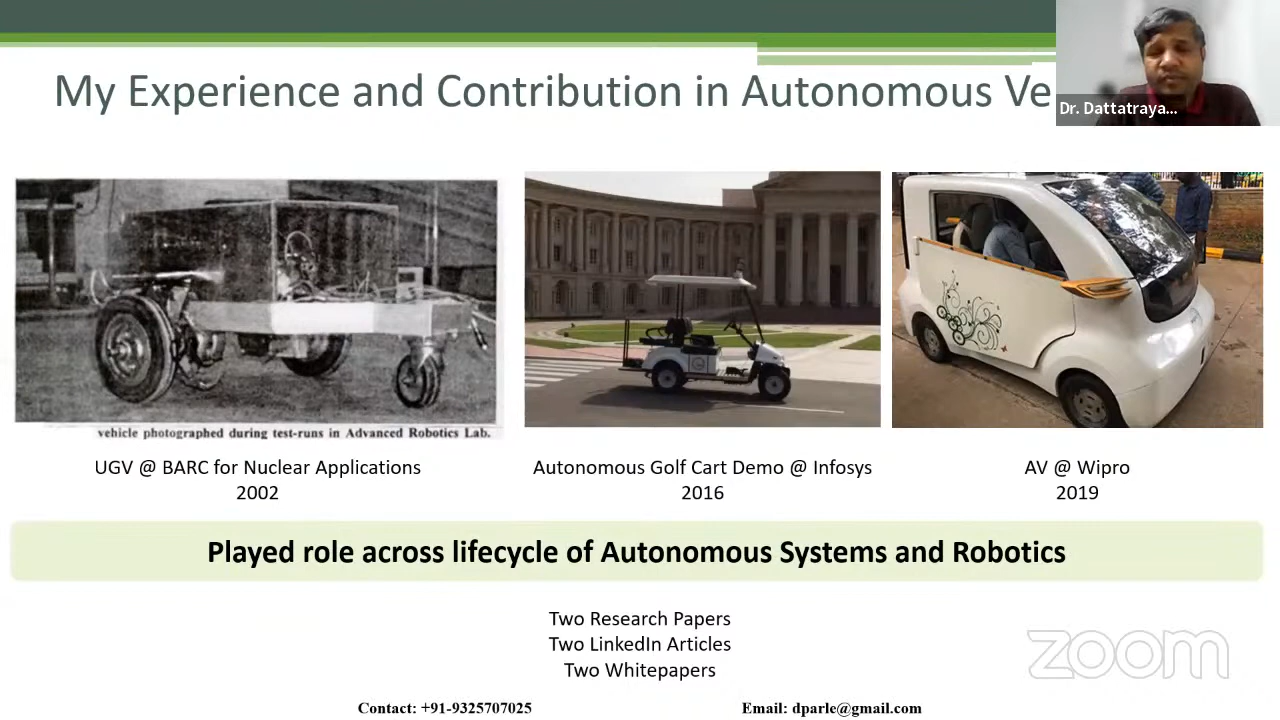 My Experience and Contribution in Autonomous Ve
Dr. Dattatraya...
vehicle photographed during test-runs in Advanced Robotics Lab.
UGV @ BARC for Nuclear Applications
2002
Autonomous Golf Cart Demo @ Infosys
2016
AV @ Wipro
2019
Played role across lifecycle of Autonomous Systems and Robotics
Two Research Papers
Two LinkedIn Articles
Two Whitepapers
zoom
Contact: +91-9325707025
Email: dparle@gmail.com